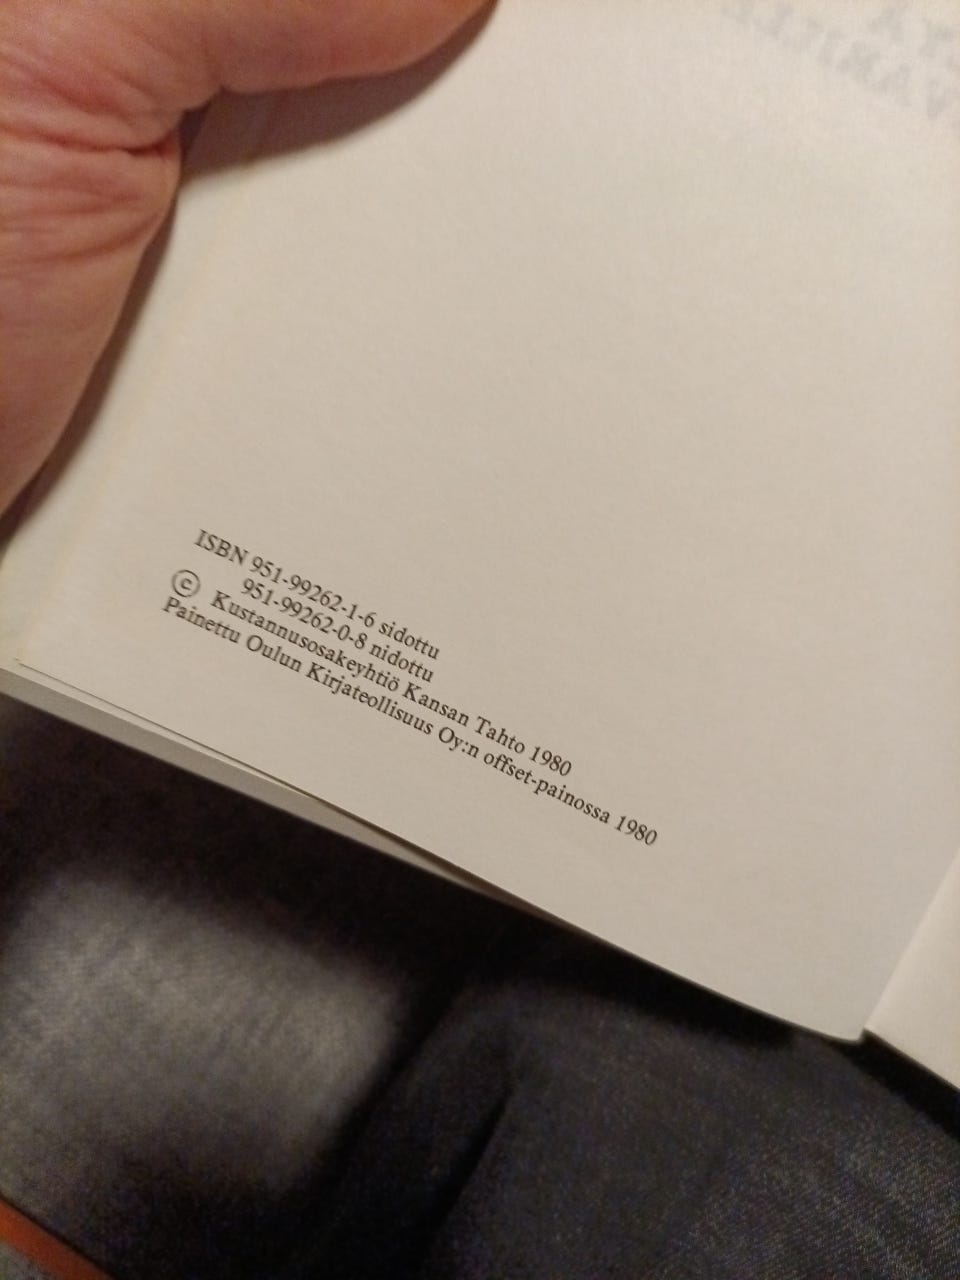 ISBN 951-99262-1-6 sidottu
951-99262-0-8 nidottu
© Kustannusosakeyhtiö Kansan Tahto 1980
Painettu Oulun Kirjateollisuus Oy:n offset-painossa 1980